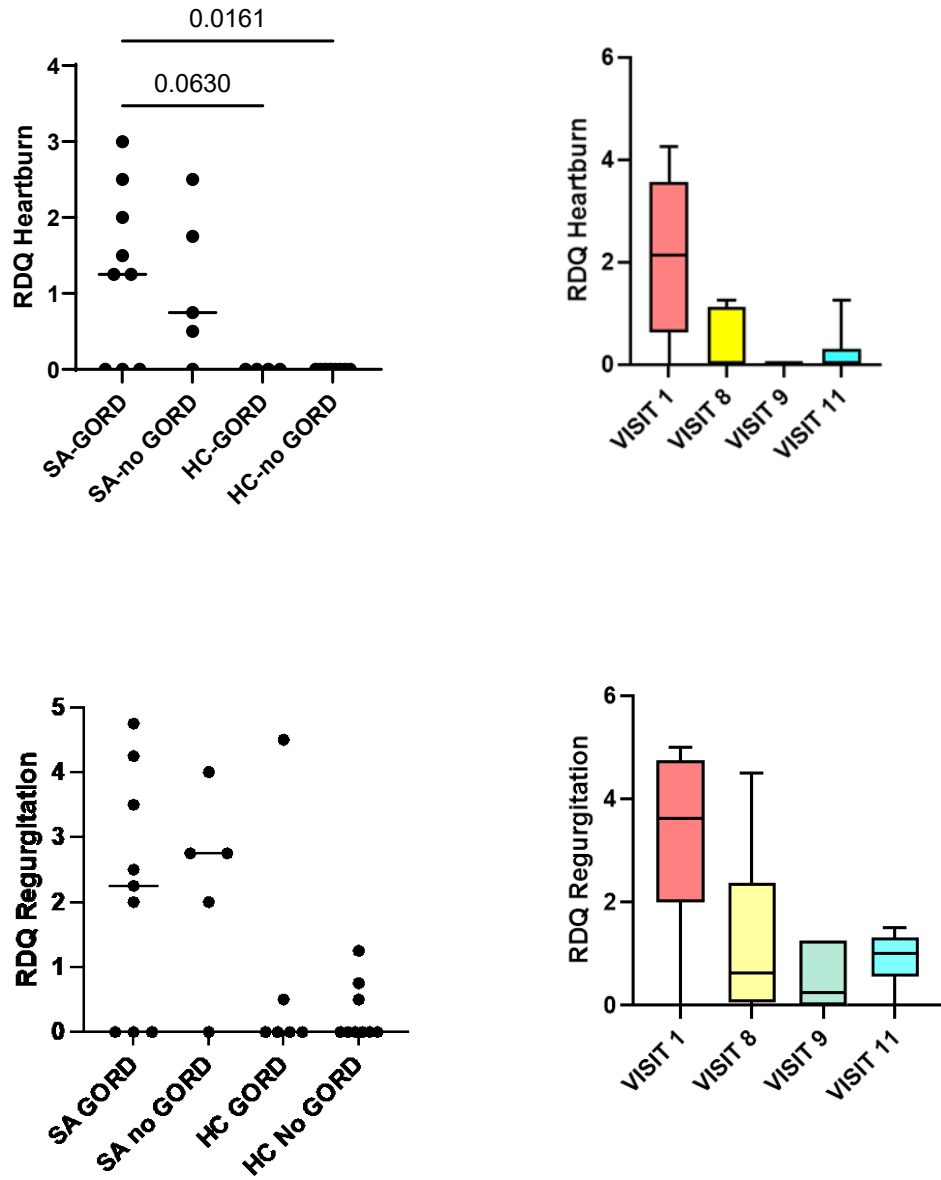 0.0161
0.0630
RDQ Heartburn
4
3
2
1
0
SA-GORD
SA-no GORD
HC-GORD
HC-no GORD
RDQ Heartburn
6
4
2
0
VISIT 1
VISIT 8
VISIT 9
VISIT 11
RDQ Regurgitation
5
4
3
2
1
0
SA GORD
SA no GORD
HC GORD
HC No GORD
RDQ Regurgitation
6
4
2
0
VISIT 1
VISIT 8
VISIT 9
VISIT 11